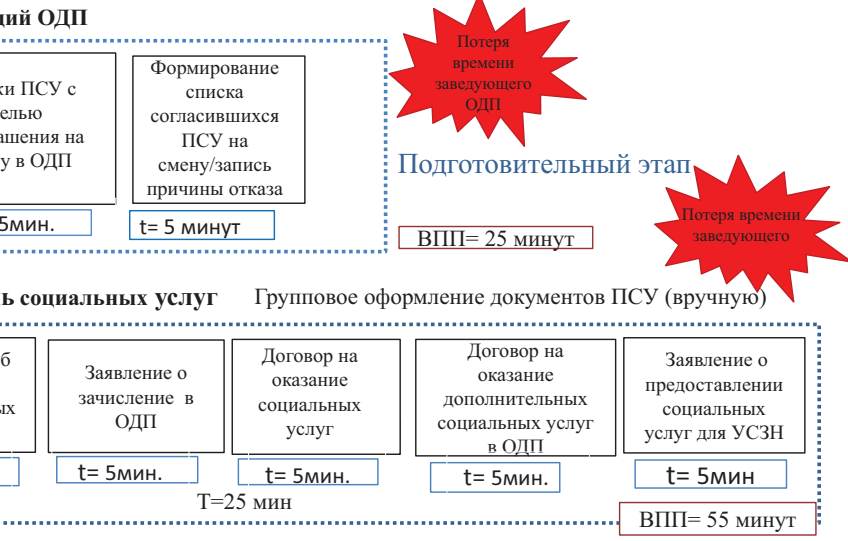 ций ОДП
Потеря
времени
заведующего
ОДП
ки ПСУ с
елью
ашения на
у в ОДП
5мин.
Формирование
списка
согласившихся
ПСУ на
смену/запись
причины отказа
t= 5 минут
Подготовительный этап
ВПП= 25 минут
Потеря времени
заведующего
ь социальных услуг
Групповое оформление документов ПСУ (вручную)
б
ых
Заявление о
зачисление в
ОДП
t= 5мин.
Договор на
оказание
социальных
услуг
t= 5мин.
Договор на
оказание
дополнительных
социальных услуг
в ОДП
t= 5мин.
Заявление о
предоставлении
социальных
услуг для УСЗН
t= 5мин
Т=25 мин
ВПП= 55 минут